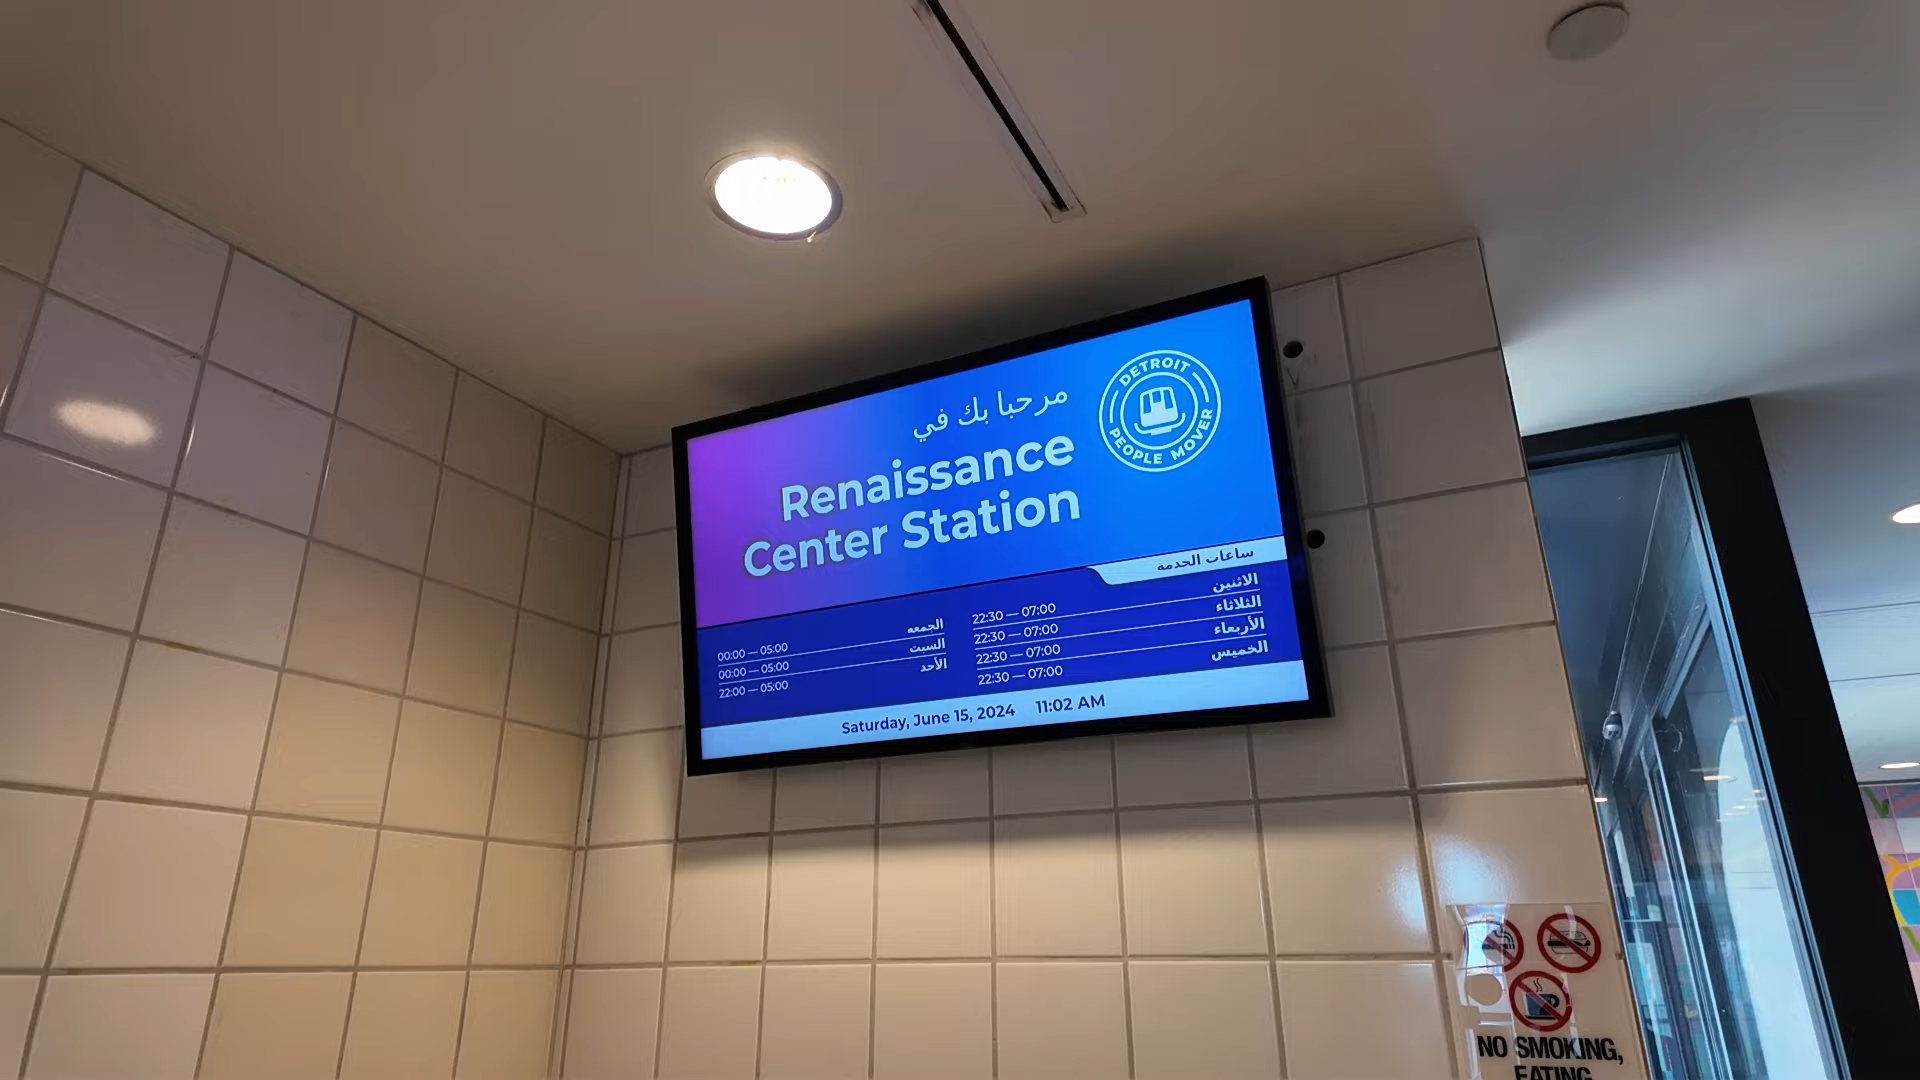 مرحبا بك في
Renaissance
Center Station
DETROIT
PEOPLE MOVER
ساعات الخدمة
الاثنين 22:30 — 07:00
الثلاثاء 22:30 — 07:00
الأربعاء 22:30 — 07:00
الخميس 22:30 — 07:00
الجمعه 00:00 — 05:00
السبت 00:00 — 05:00
الأحد 22:00 — 05:00
Saturday, June 15, 2024 11:02 AM
NO SMOKING,
EATING